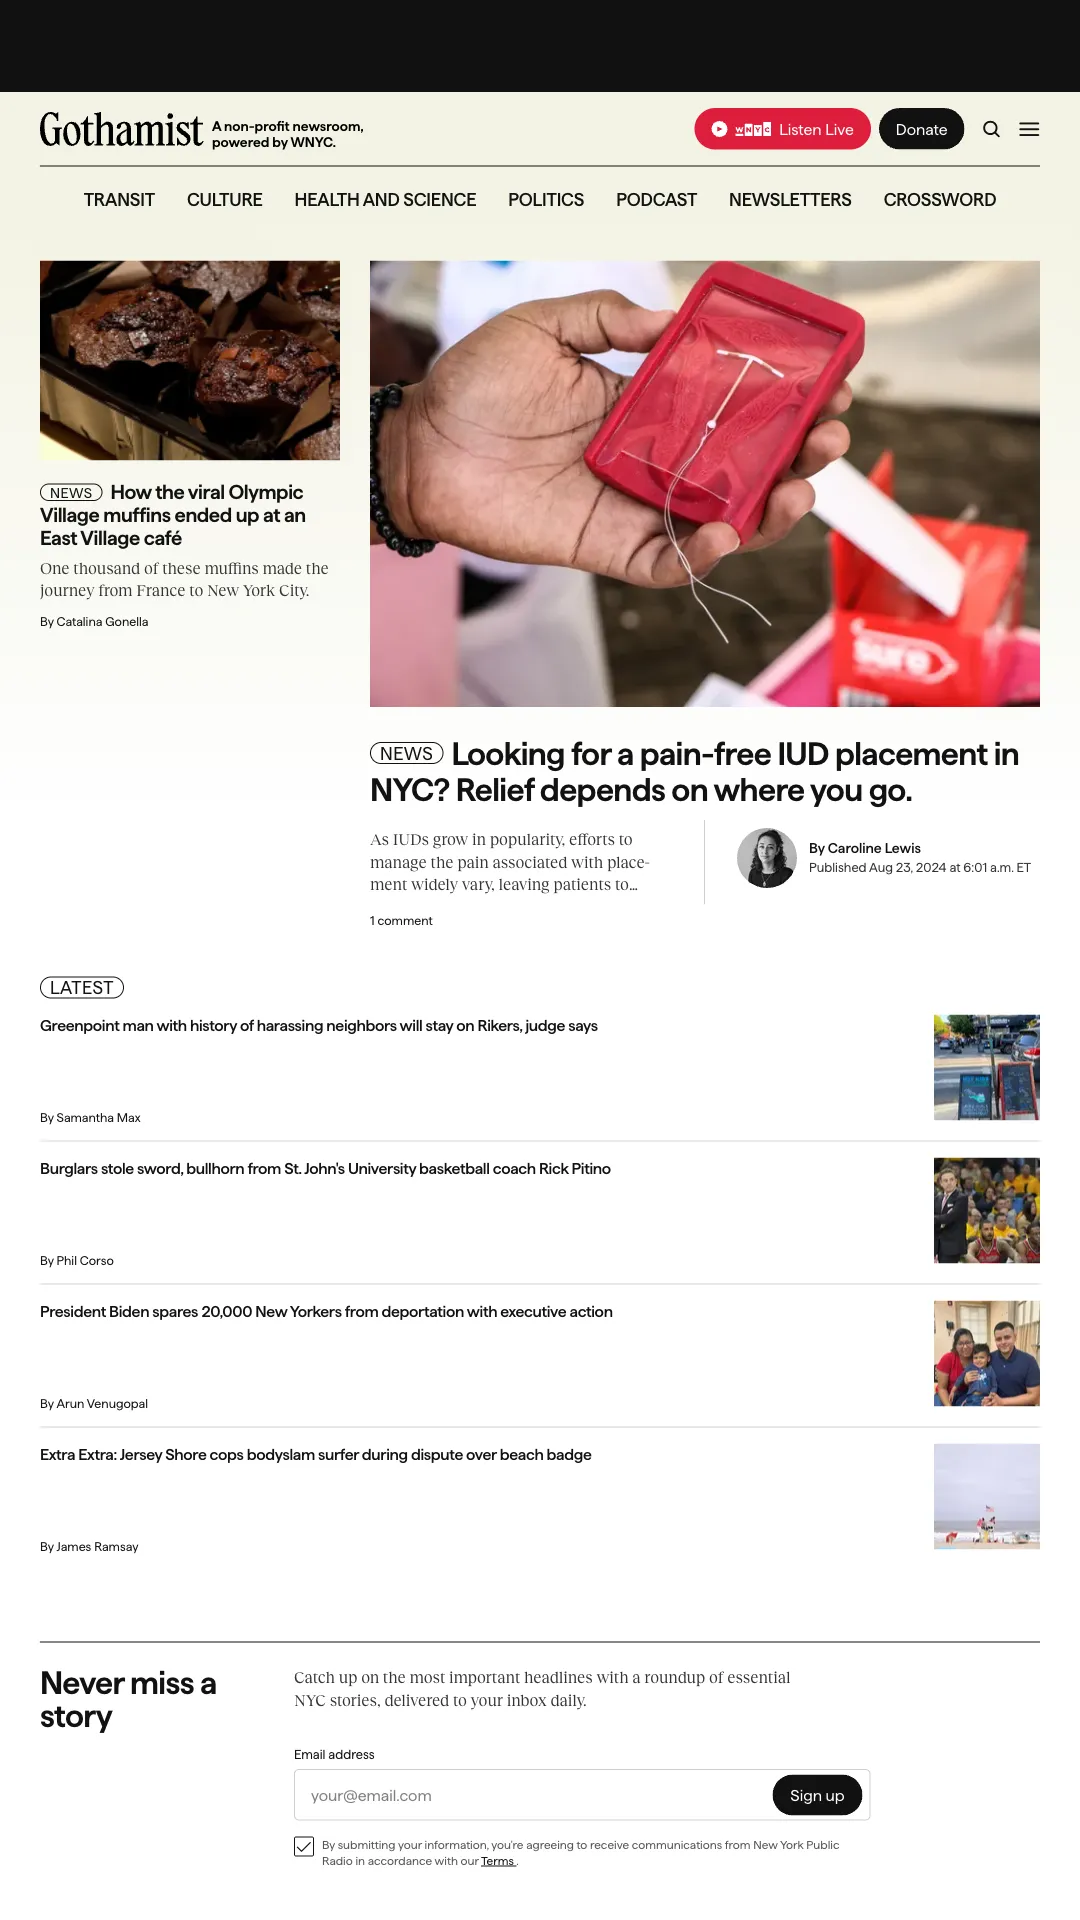 Gothamist
A non-profit newsroom,
powered by WNYC.
WNYC Listen Live
Donate
TRANSIT CULTURE HEALTH AND SCIENCE POLITICS PODCAST NEWSLETTERS CROSSWORD
NEWS How the viral Olympic
Village muffins ended up at an
East Village café
One thousand of these muffins made the
journey from France to New York City.
By Catalina Gonella
sure
NEWS Looking for a pain-free IUD placement in
NYC? Relief depends on where you go.
As IUDs grow in popularity, efforts to
manage the pain associated with place-
ment widely vary, leaving patients to...
1 comment
By Caroline Lewis
Published Aug 23, 2024 at 6:01 a.m. ET
LATEST
Greenpoint man with history of harassing neighbors will stay on Rikers, judge says
By Samantha Max
Burglars stole sword, bullhorn from St. John's University basketball coach Rick Pitino
By Phil Corso
President Biden spares 20,000 New Yorkers from deportation with executive action
By Arun Venugopal
Extra Extra: Jersey Shore cops bodyslam surfer during dispute over beach badge
By James Ramsay
Never miss a
story
Catch up on the most important headlines with a roundup of essential
NYC stories, delivered to your inbox daily.
Email address
your@email.com
Sign up
By submitting your information, you're agreeing to receive communications from New York Public
Radio in accordance with our Terms .